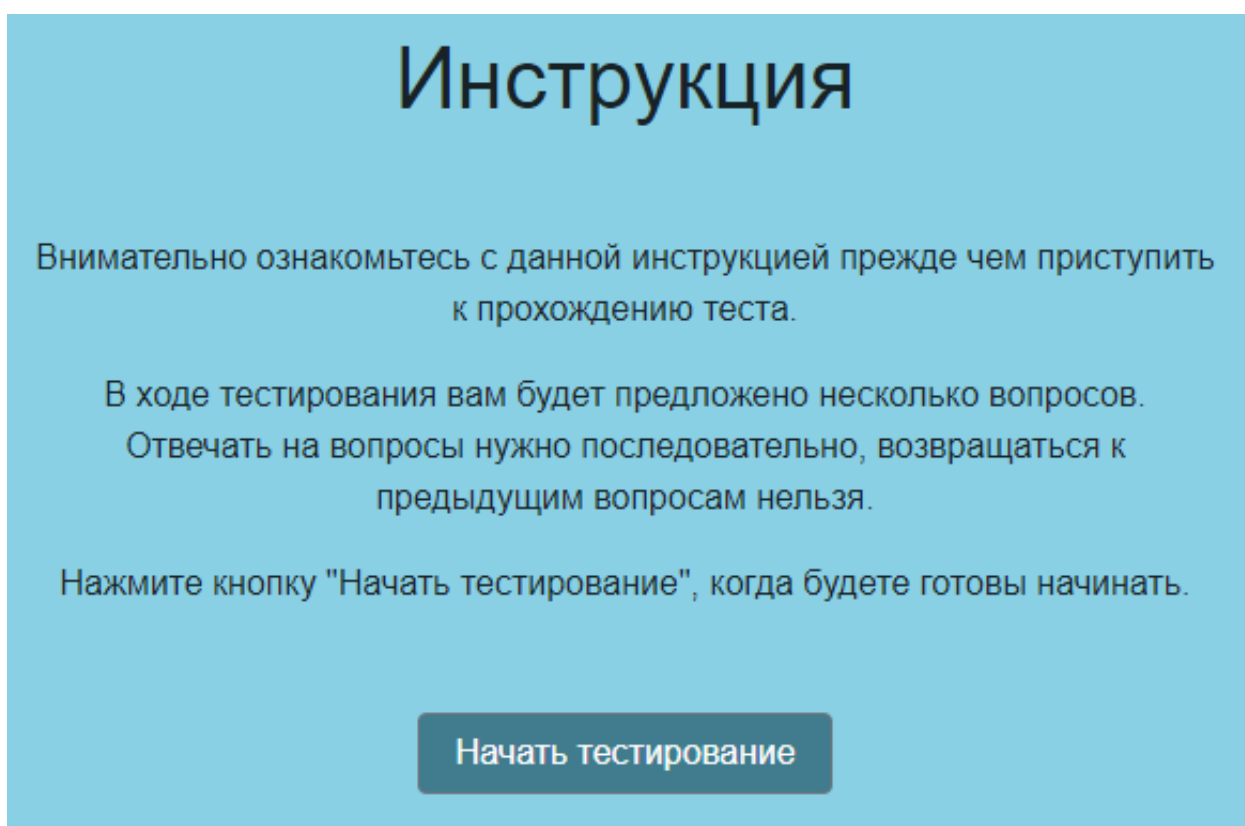 Инструкция
Внимательно ознакомьтесь с данной инструкцией прежде чем приступить
к прохождению теста.
В ходе тестирования вам будет предложено несколько вопросов.
Отвечать на вопросы нужно последовательно, возвращаться к
предыдущим вопросам нельзя.
Нажмите кнопку "Начать тестирование", когда будете готовы начинать.
Начать тестирование